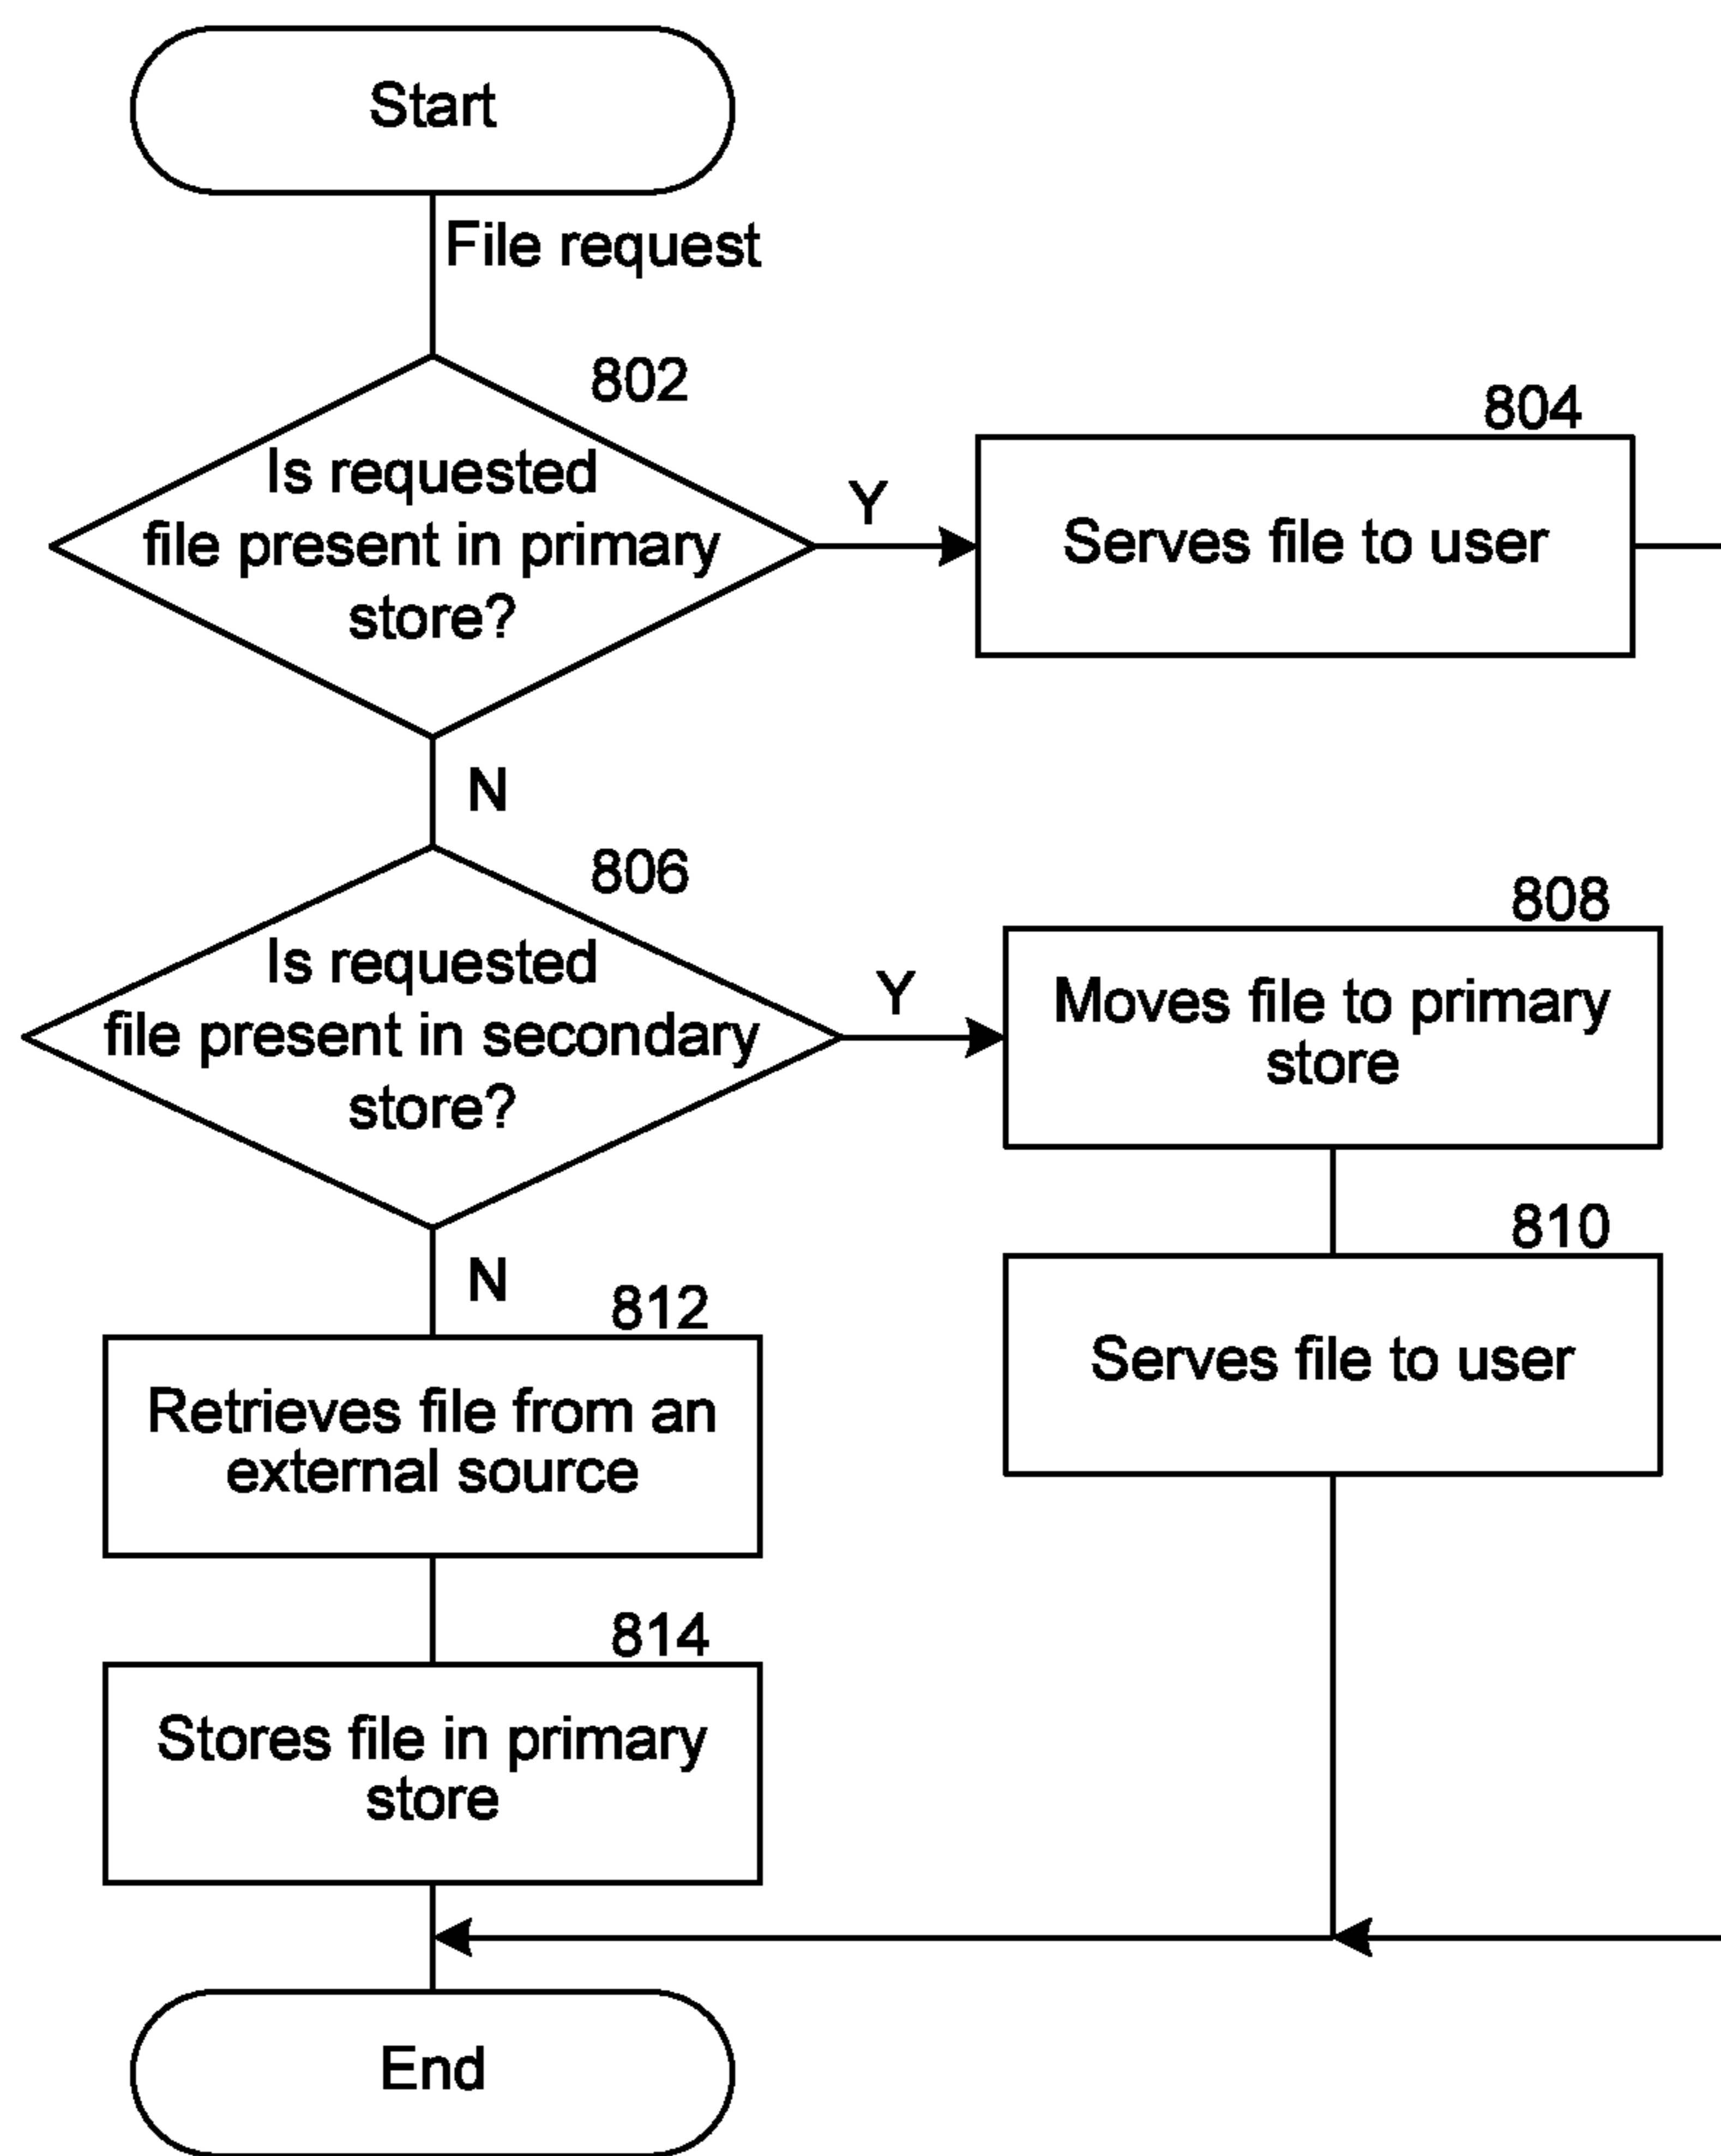 Start
File request
802
Is requested
file present in primary
store?
Y
804
Serves file to user
N
806
Is requested
file present in secondary
store?
Y
808
Moves file to primary
store
810
Serves file to user
N
812
Retrieves file from an
external source
814
Stores file in primary
store
End